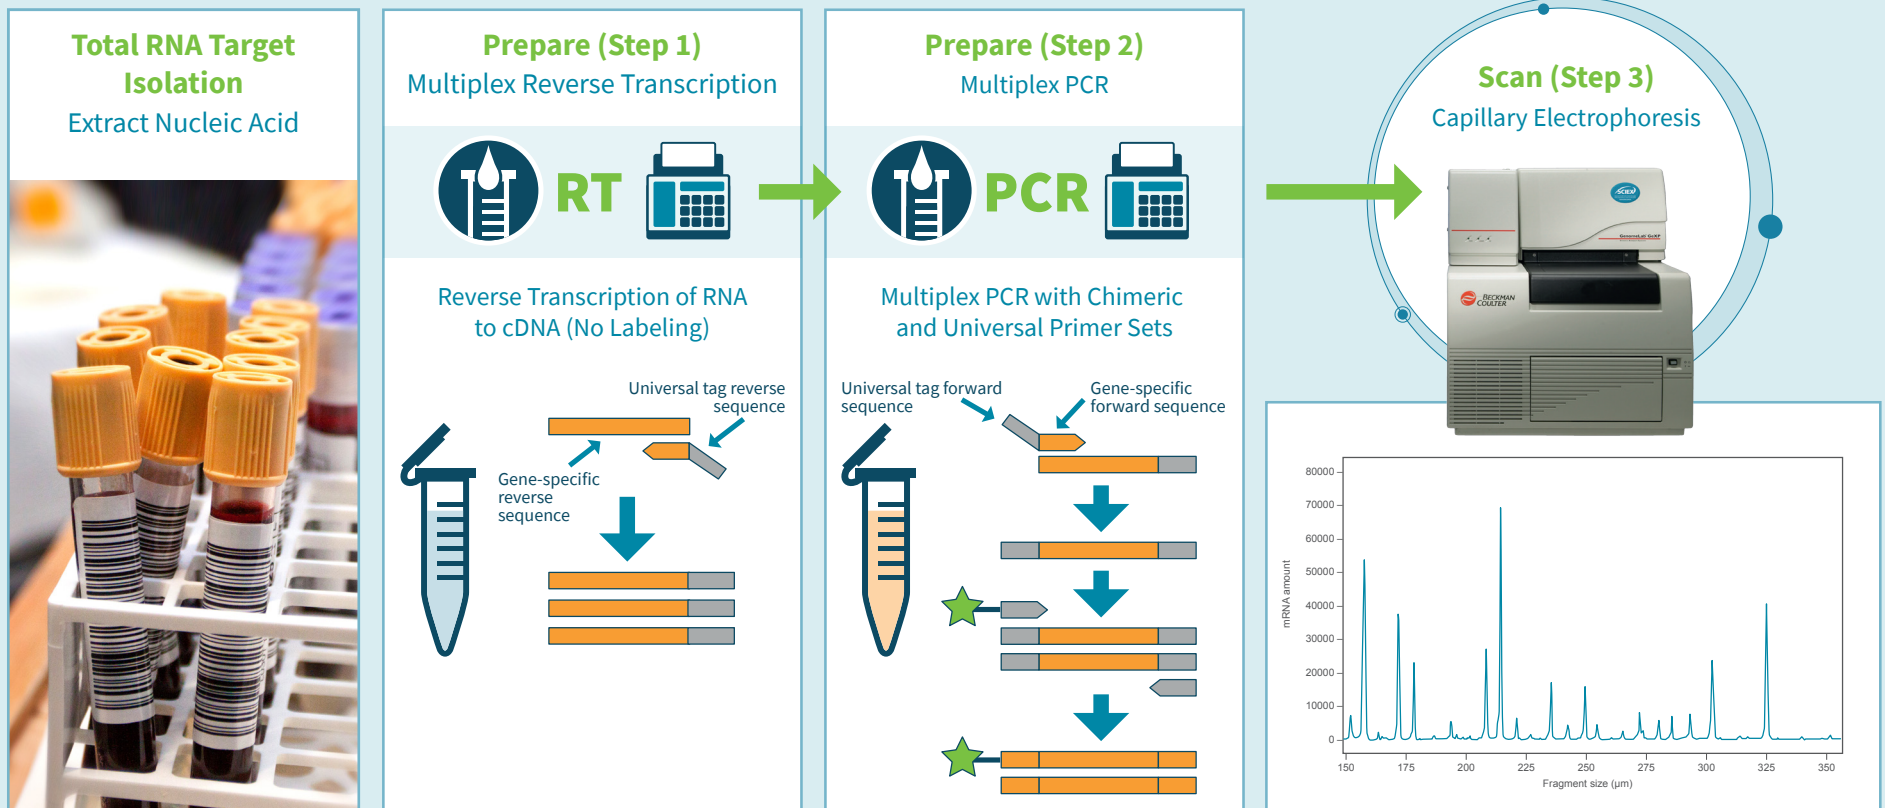 Total RNA Target
Isolation
Extract Nucleic Acid
Prepare (Step 1)
Multiplex Reverse Transcription
RT
Reverse Transcription of RNA
to cDNA (No Labeling)
Universal tag reverse
sequence
Gene-specific
reverse
sequence
Prepare (Step 2)
Multiplex PCR
PCR
Multiplex PCR with Chimeric
and Universal Primer Sets
Universal tag forward
sequence
Gene-specific
forward sequence
Scan (Step 3)
Capillary Electrophoresis
SCIEX
GenomeLab GeXP
BECKMAN
COULTER
80000
70000
60000
50000
40000
30000
20000
10000
0
mRNA amount
150 175 200 225 250 275 300 325 350
Fragment size (µm)